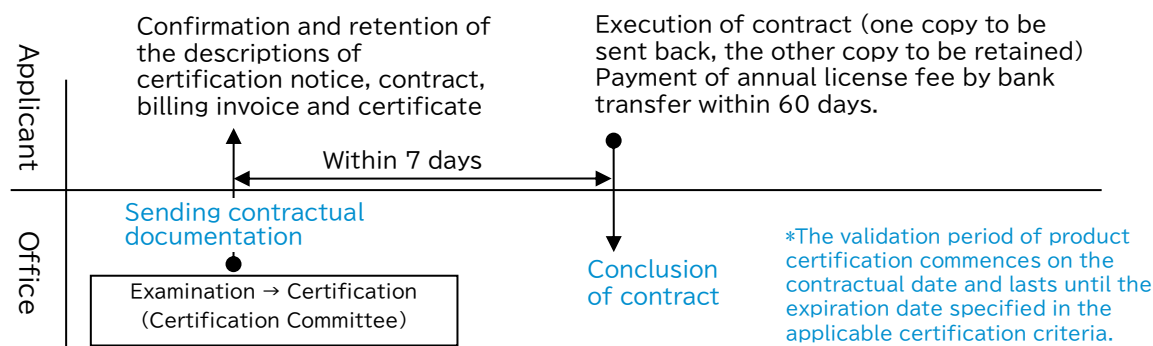 Applicant
Confirmation and retention of
the descriptions of
certification notice, contract,
billing invoice and certificate
Execution of contract (one copy to be
sent back, the other copy to be retained)
Payment of annual license fee by bank
transfer within 60 days.
Within 7 days
Office
Sending contractual
documentation
Examination → Certification
(Certification Committee)
Conclusion
of contract
*The validation period of product
certification commences on the
contractual date and lasts until the
expiration date specified in the
applicable certification criteria.